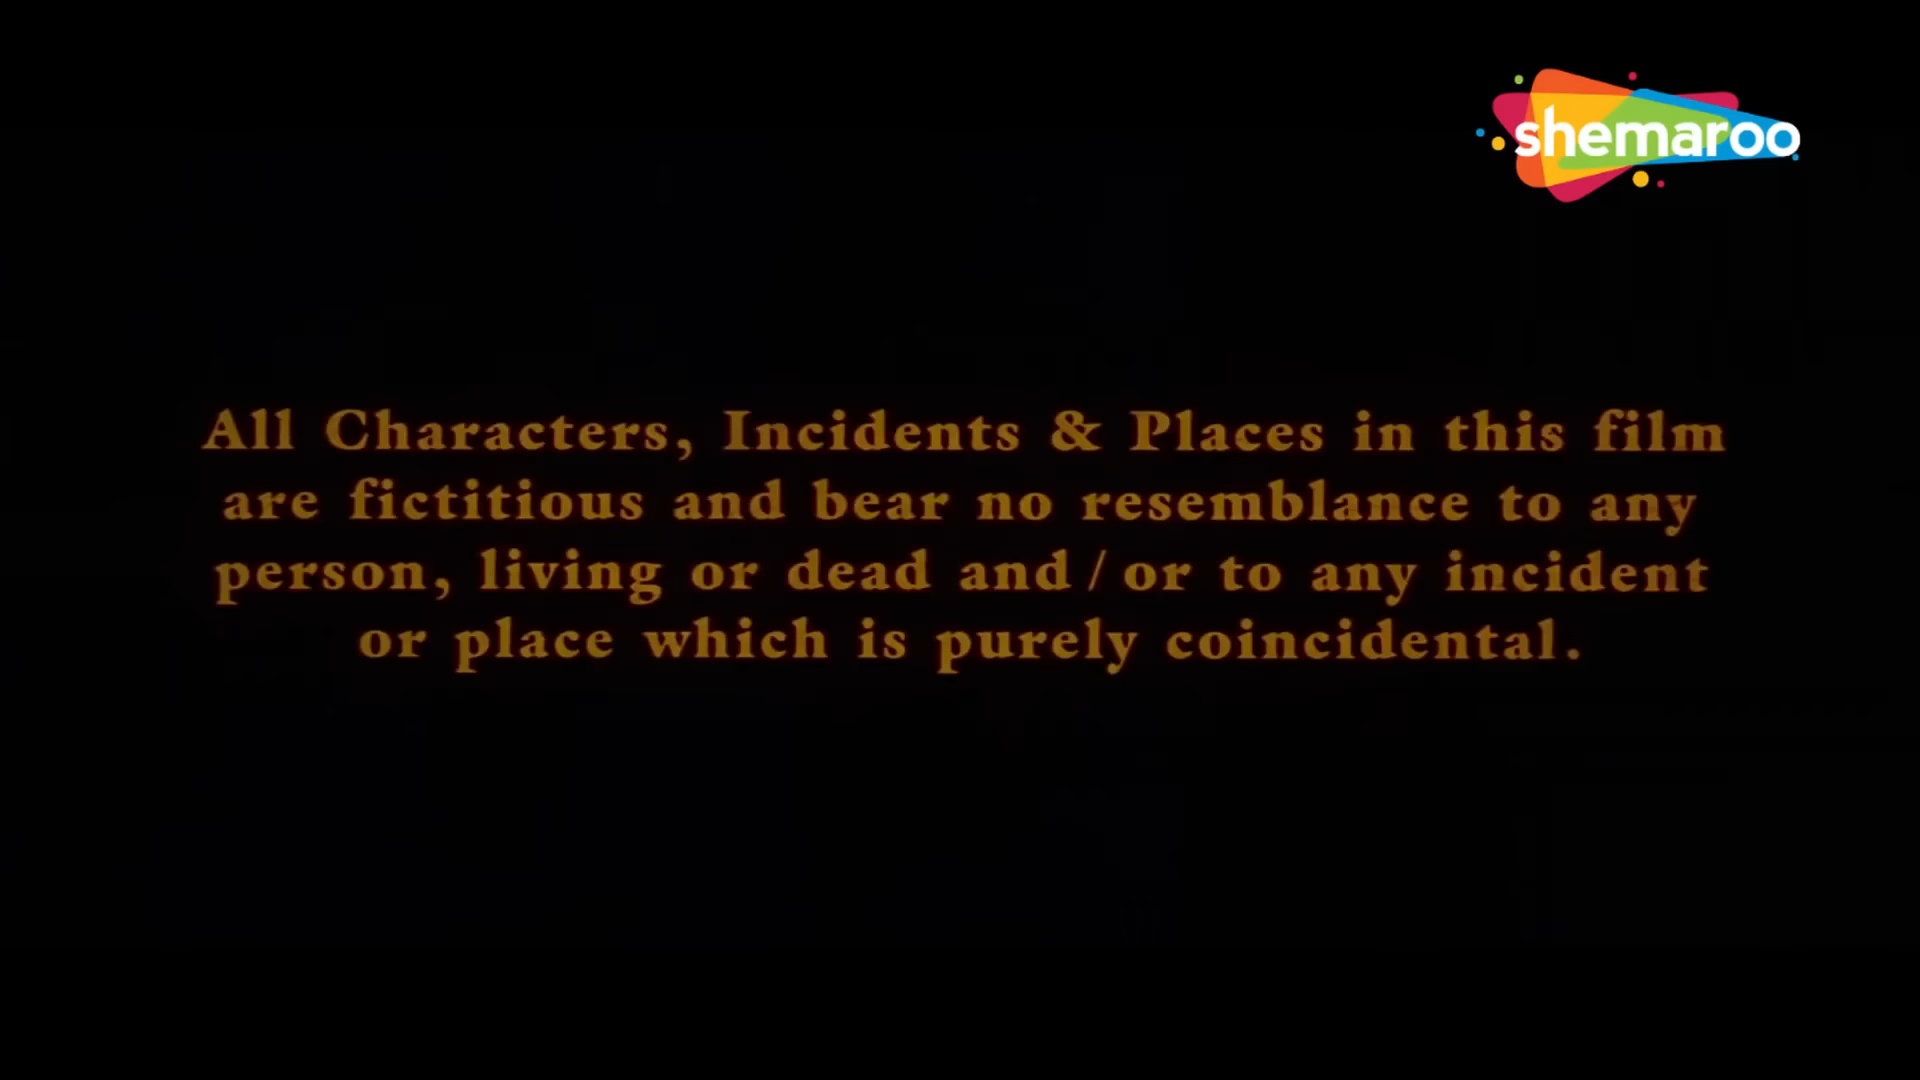 shemaroo
All Characters, Incidents & Places in this film
are fictitious and bear no resemblance to any
person, living or dead and / or to any incident
or place which is purely coincidental.